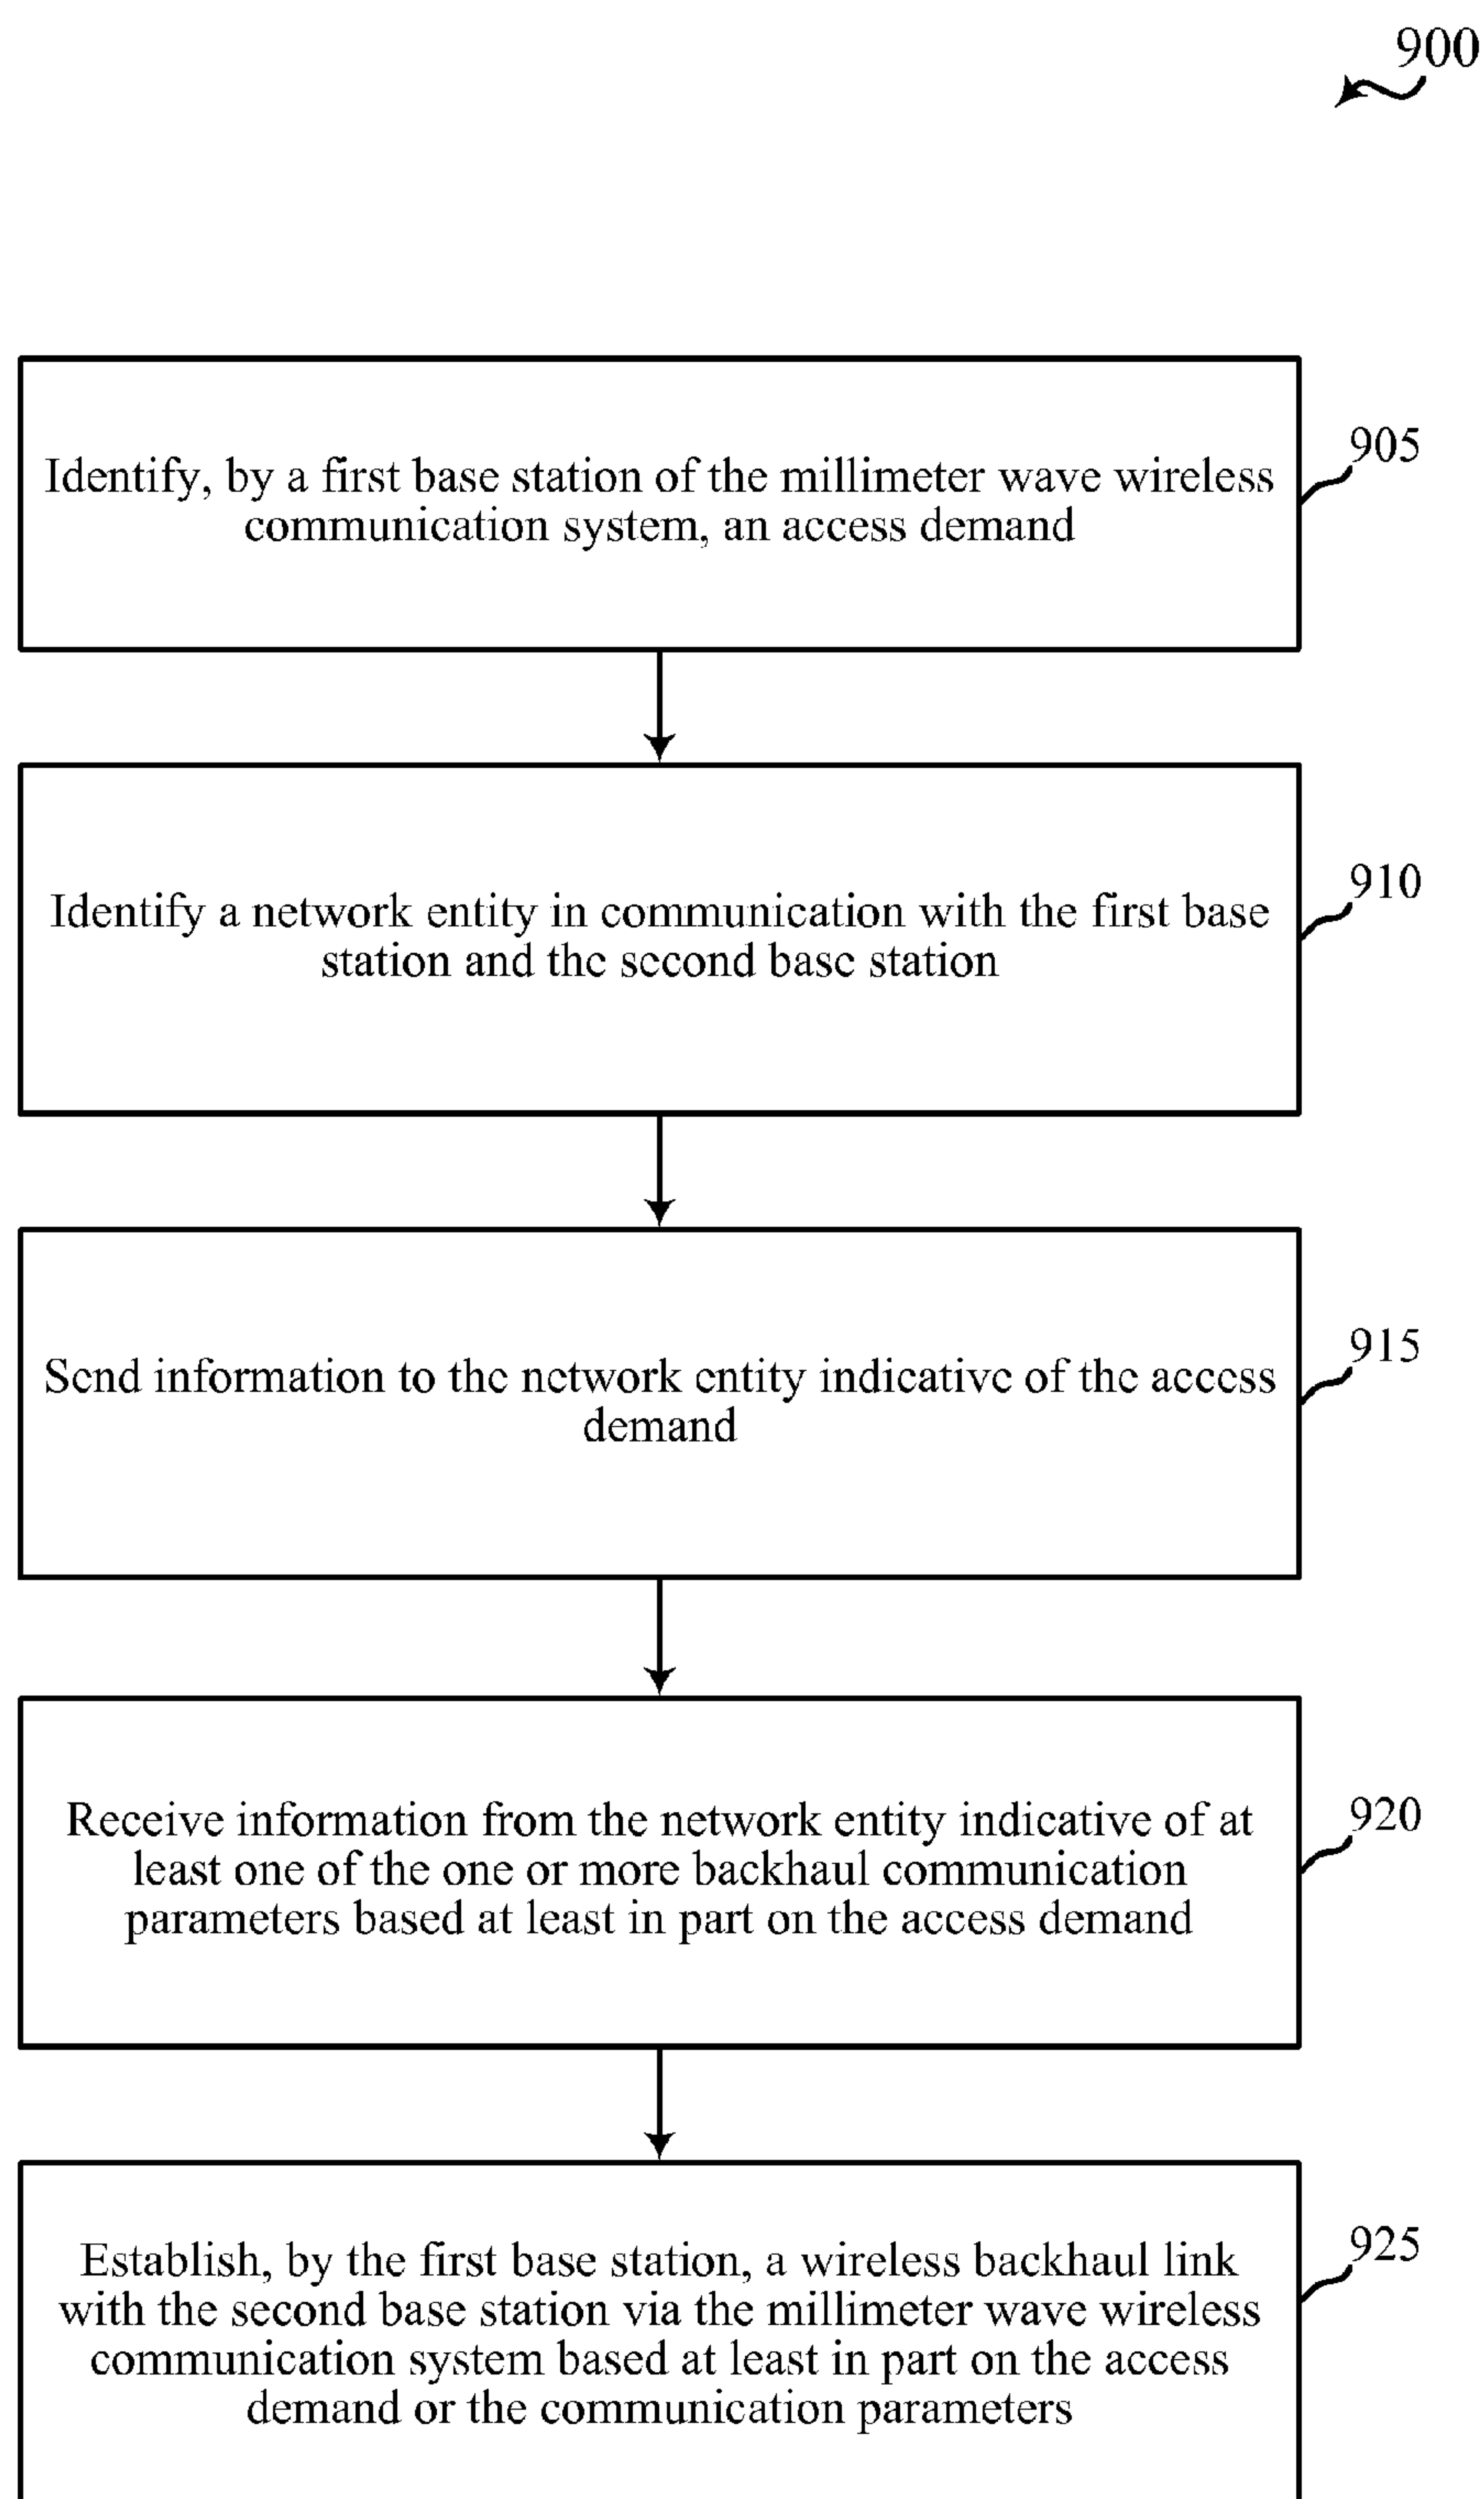 900
Identify, by a first base station of the millimeter wave wireless
communication system, an access demand
905
Identify a network entity in communication with the first base
station and the second base station
910
Send information to the network entity indicative of the access
demand
915
Receive information from the network entity indicative of at
least one of the one or more backhaul communication
parameters based at least in part on the access demand
920
Establish, by the first base station, a wireless backhaul link
with the second base station via the millimeter wave wireless
communication system based at least in part on the access
demand or the communication parameters
925